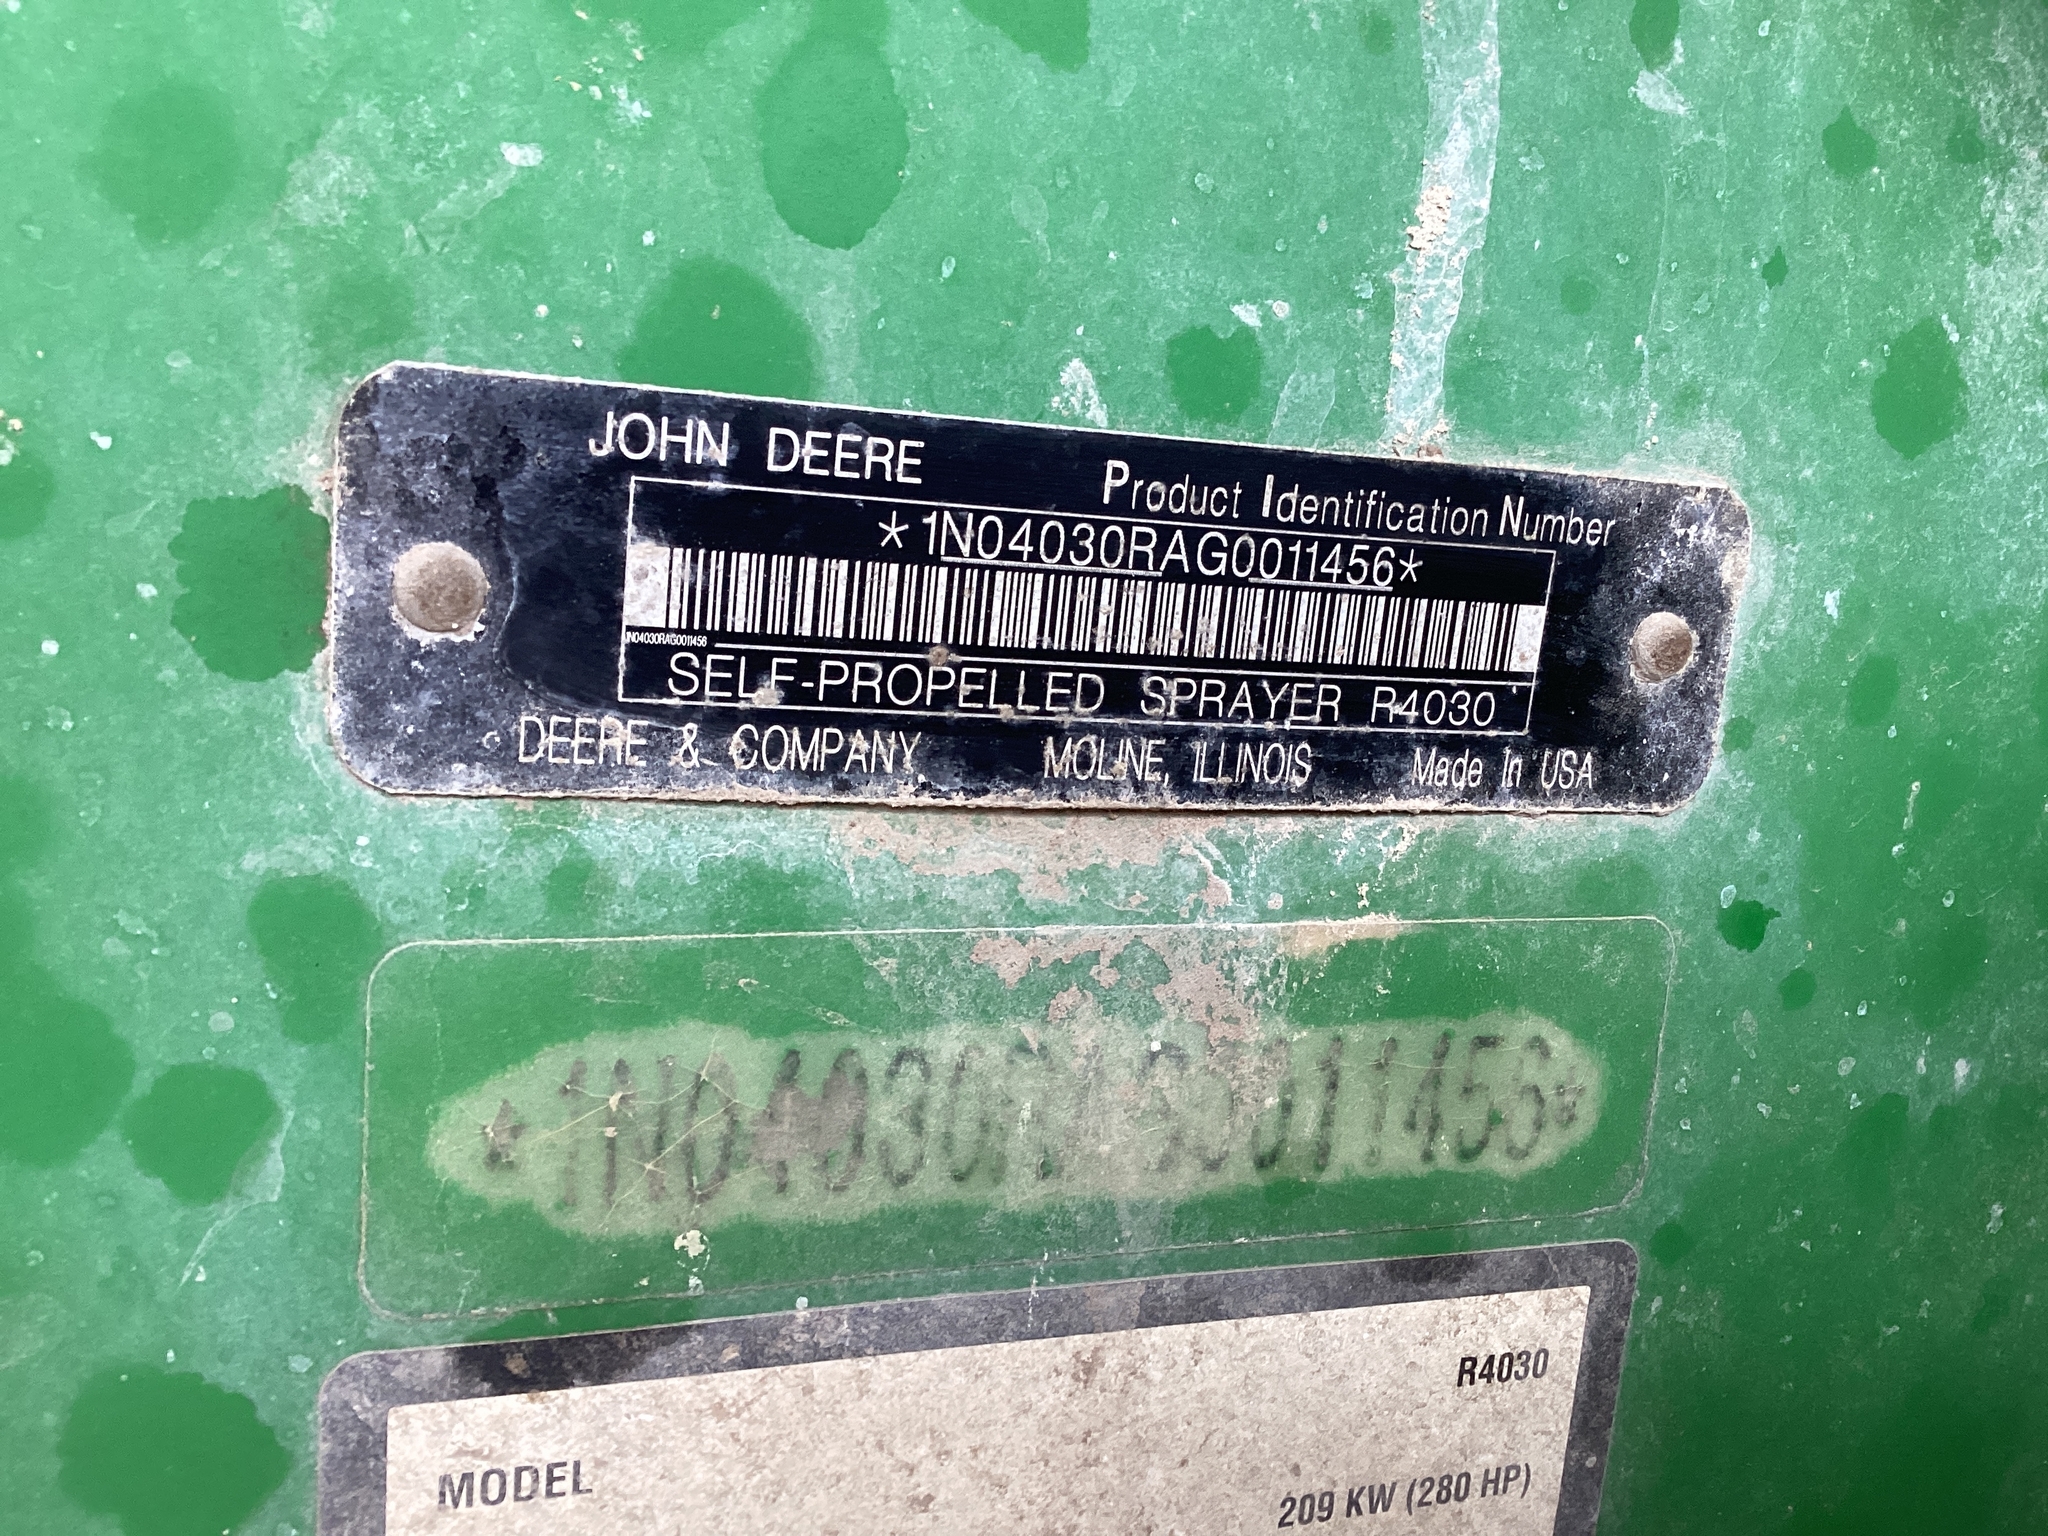 JOHN DEERE
Product Identification Number
*1N04030RAG0011456*
1N04030RAG0011456
SELF-PROPELLED SPRAYER R4030
DEERE & COMPANY MOLINE, ILLINOIS Made In USA
*1N04030RAG0011456*
R4030
MODEL
209 KW (280 HP)